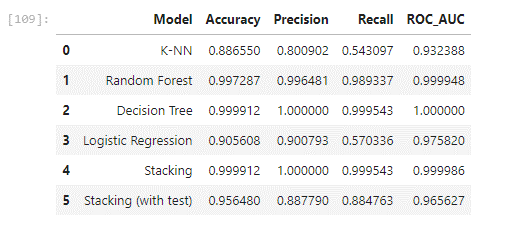 [109]:
Model Accuracy Precision Recall ROC_AUC
0 K-NN 0.886550 0.800902 0.543097 0.932388
1 Random Forest 0.997287 0.996481 0.989337 0.999948
2 Decision Tree 0.999912 1.000000 0.999543 1.000000
3 Logistic Regression 0.905608 0.900793 0.570336 0.975820
4 Stacking 0.999912 1.000000 0.999543 0.999986
5 Stacking (with test) 0.956480 0.887790 0.884763 0.965627